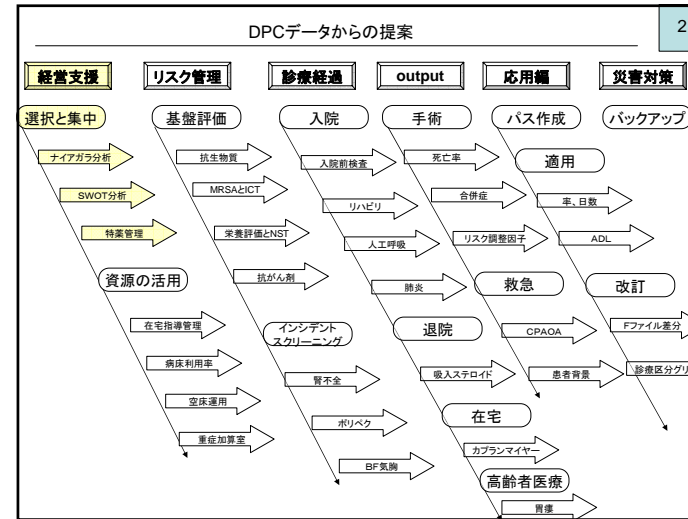 DPCデータからの提案
2
経営支援
リスク管理
診療経過
output
応用編
災害対策
選択と集中
基盤評価
入院
手術
パス作成
バックアップ
ナイアガラ分析
SWOT分析
特薬管理
資源の活用
在宅指導管理
病床利用率
空床運用
重症加算室
抗生物質
MRSAとICT
栄養評価とNST
抗がん剤
インシデント
スクリーニング
腎不全
ポリペク
BF気胸
入院前検査
リハビリ
人工呼吸
肺炎
退院
吸入ステロイド
在宅
カプランマイヤー
高齢者医療
胃瘻
死亡率
合併症
リスク調整因子
救急
CPAOA
患者背景
適用
率、日数
ADL
改訂
Fファイル差分
診療区分グリ